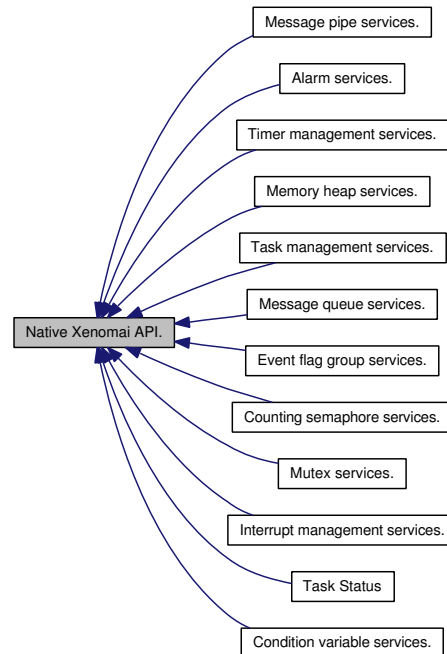 Message pipe services.
Alarm services.
Timer management services.
Memory heap services.
Task management services.
Message queue services.
Native Xenomai API.
Event flag group services.
Counting semaphore services.
Mutex services.
Interrupt management services.
Task Status
Condition variable services.